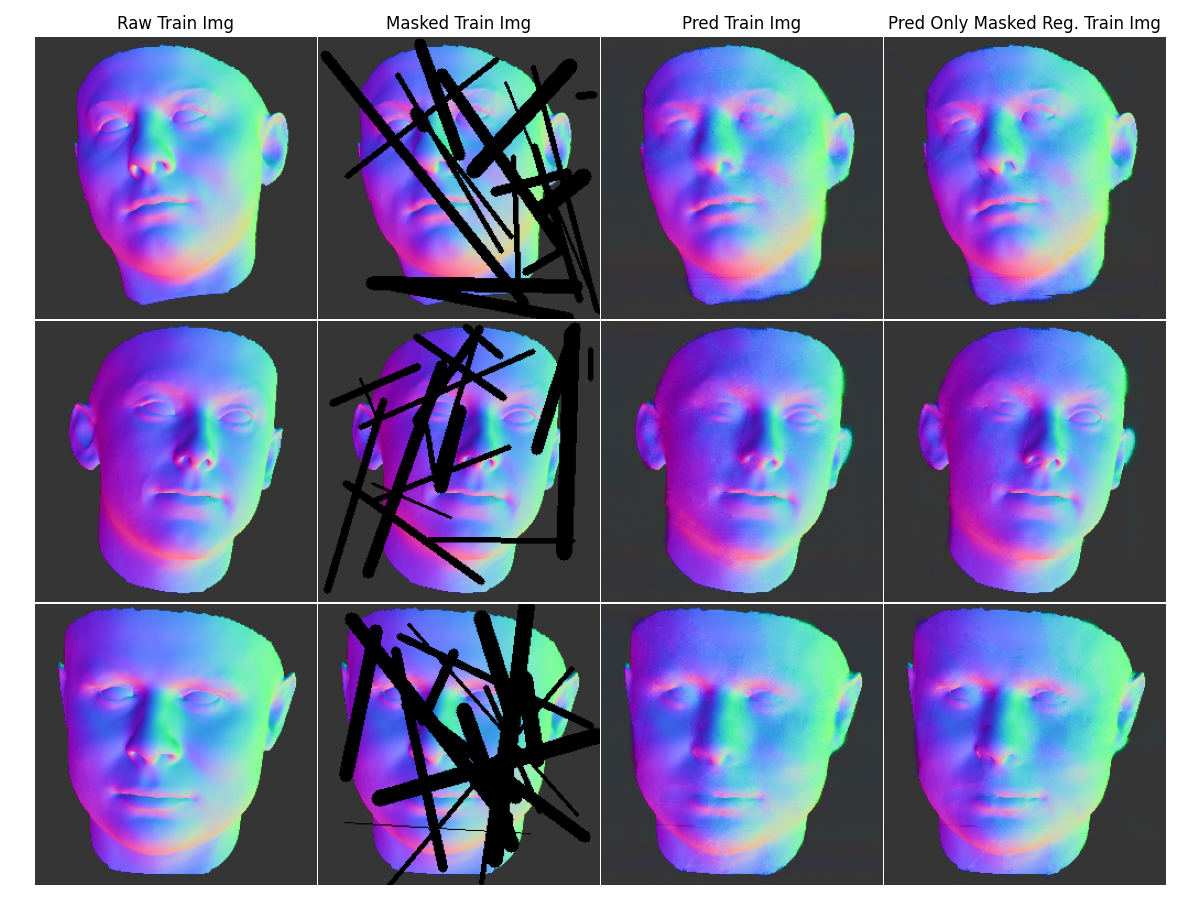 Raw Train Img
Masked Train Img
Pred Train Img
Pred Only Masked Reg. Train Img